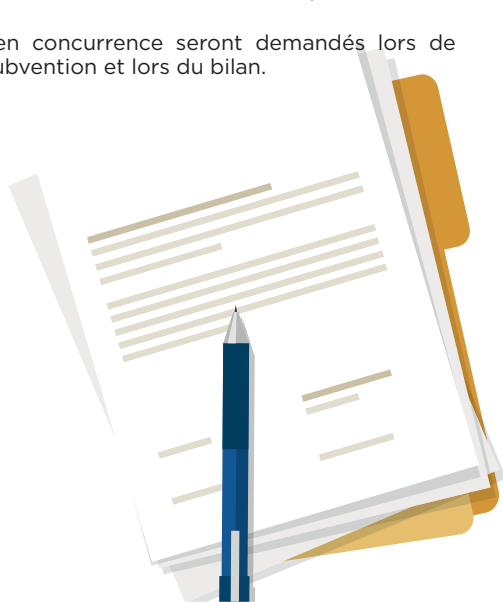 en concurrence seront demandés lors de
ubvention et lors du bilan.